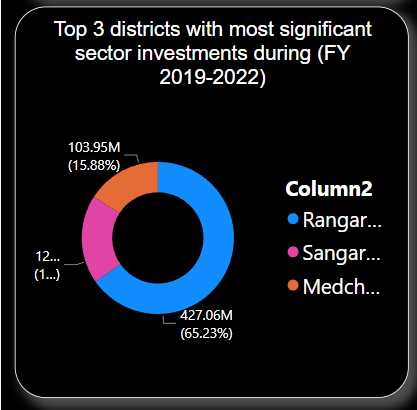 Top 3 districts with most significant
sector investments during (FY
2019-2022)
103.95M
(15.88%)
12...
(1...)
427.06M
(65.23%)
Column2
Rangar...
Sangar...
Medch...